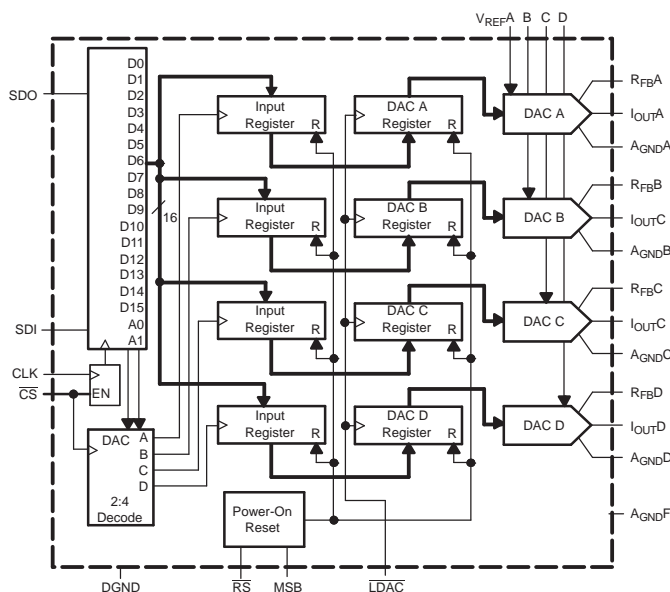 VREFA B C D
SDO
D0
D1
D2
D3
D4
D5
D6
D7
D8
D9
D10
D11
D12
D13
D14
D15
A0
A1
16
SDI
CLK
CS
EN
DAC A
B
C
D
2:4
Decode
Input
Register R
DAC A
Register R
DAC A
RFBA
IOUTA
AGNDA
Input
Register R
DAC B
Register R
DAC B
RFBB
IOUTC
AGNDB
Input
Register R
DAC C
Register R
DAC C
RFBC
IOUTC
AGNDC
Input
Register R
DAC D
Register R
DAC D
RFBD
IOUTD
AGNDD
Power-On
Reset
AGNDF
DGND
RS
MSB
LDAC